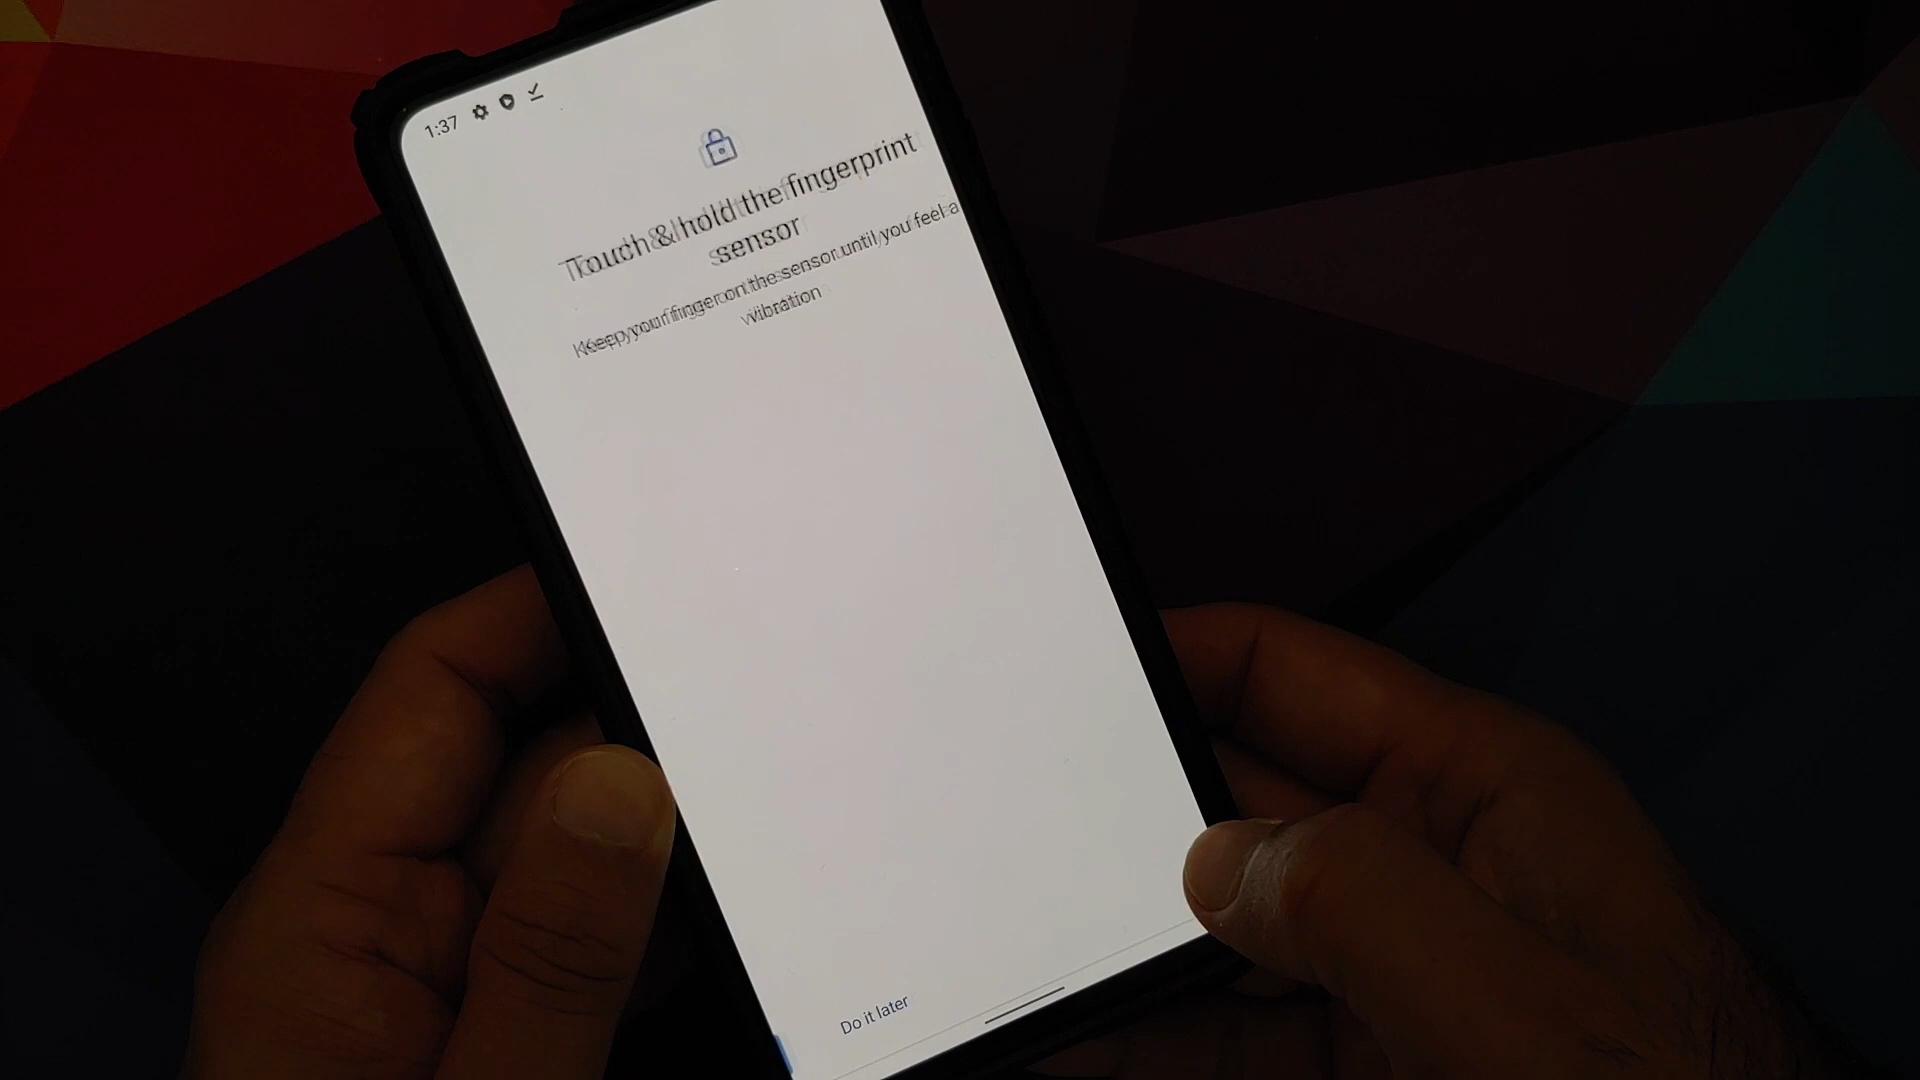 1:37
Touch & hold the fingerprint
sensor
Keep your finger on the sensor until you feel a
vibration
Do it later